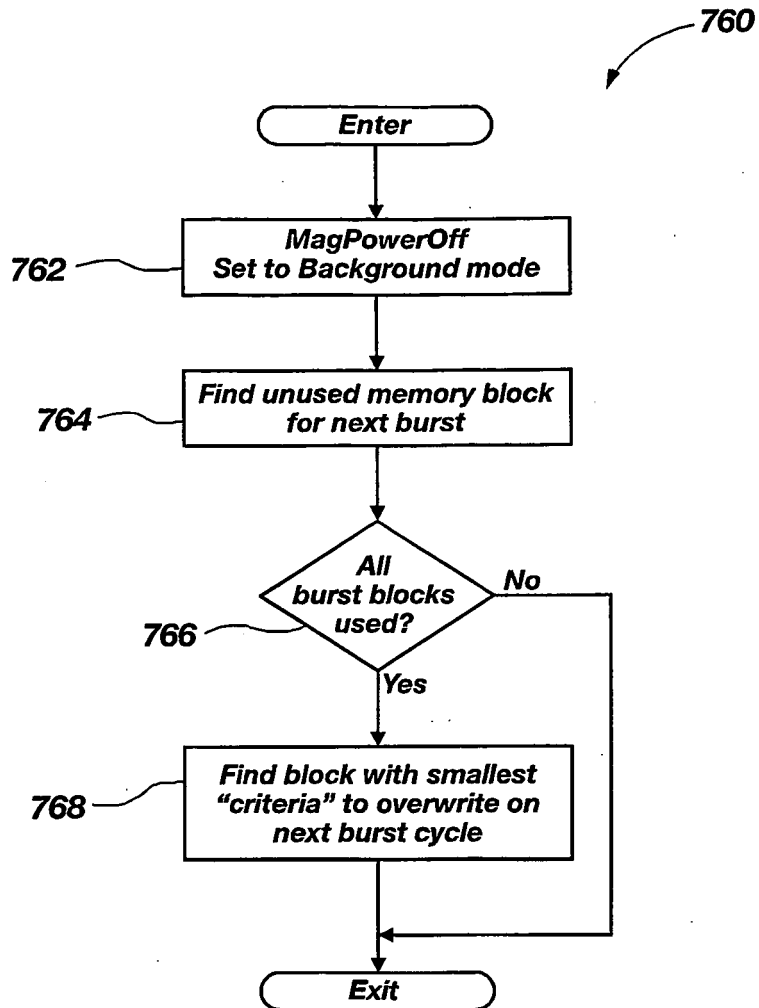 760
Enter
762
MagPowerOff
Set to Background mode
764
Find unused memory block
for next burst
766
All
burst blocks
used?
No
Yes
768
Find block with smallest
“criteria” to overwrite on
next burst cycle
Exit